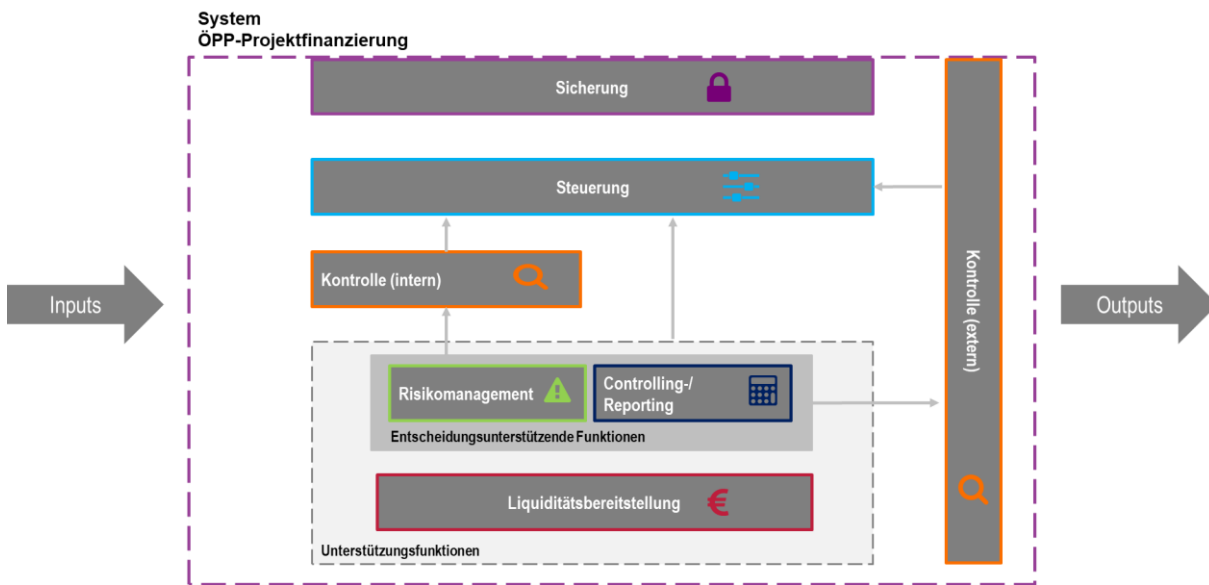 System
ÖPP-Projektfinanzierung
Sicherung
Steuerung
Kontrolle (intern)
Inputs
Kontrolle (extern)
Outputs
Risikomanagement
Controlling-/
Reporting
Entscheidungsunterstützende Funktionen
Liquiditätsbereitstellung €
Unterstützungsfunktionen